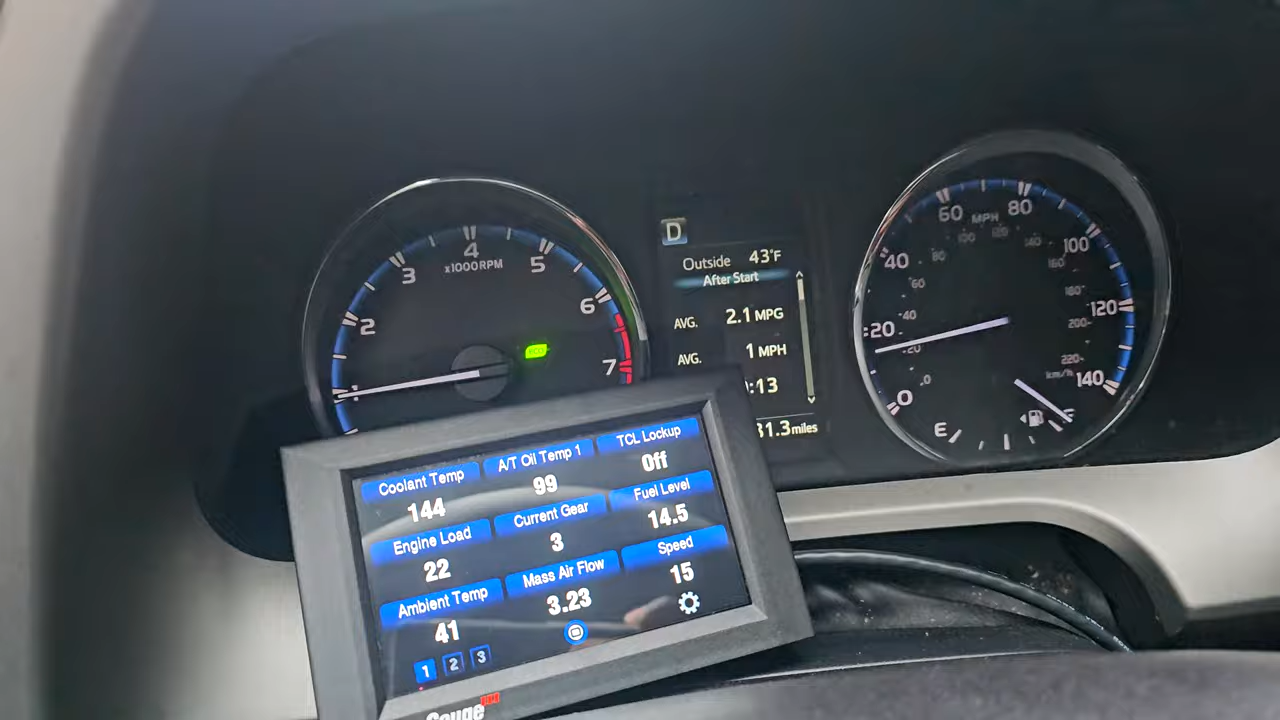 4
3
5
x1000RPM
2
6
1
7
ECO
D
Outside 43°F
After Start
AVG. 2.1 MPG
AVG. 1 MPH
:13
31.3 miles
60 MPH 80
40
100
20
120
0
140
100
120
80
140
60
160
40
180
20
200
0
220
km/h
E
F
Coolant Temp
144
A/T Oil Temp 1
99
TCL Lockup
Off
Engine Load
22
Current Gear
3
Fuel Level
14.5
Ambient Temp
41
Mass Air Flow
3.23
Speed
15
1 2 3